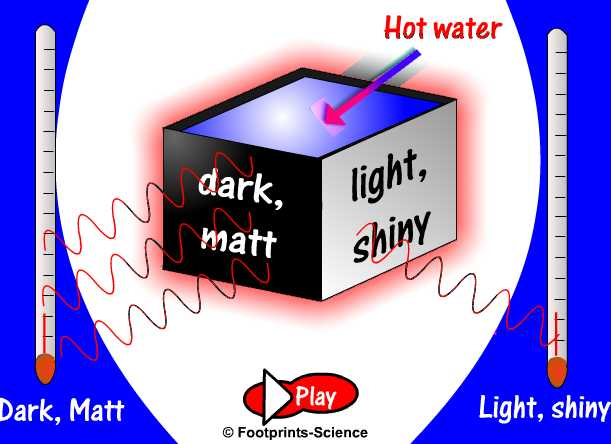 Hot water
dark,
matt
light,
shiny
Dark, Matt
Play
Light, shiny
© Footprints-Science